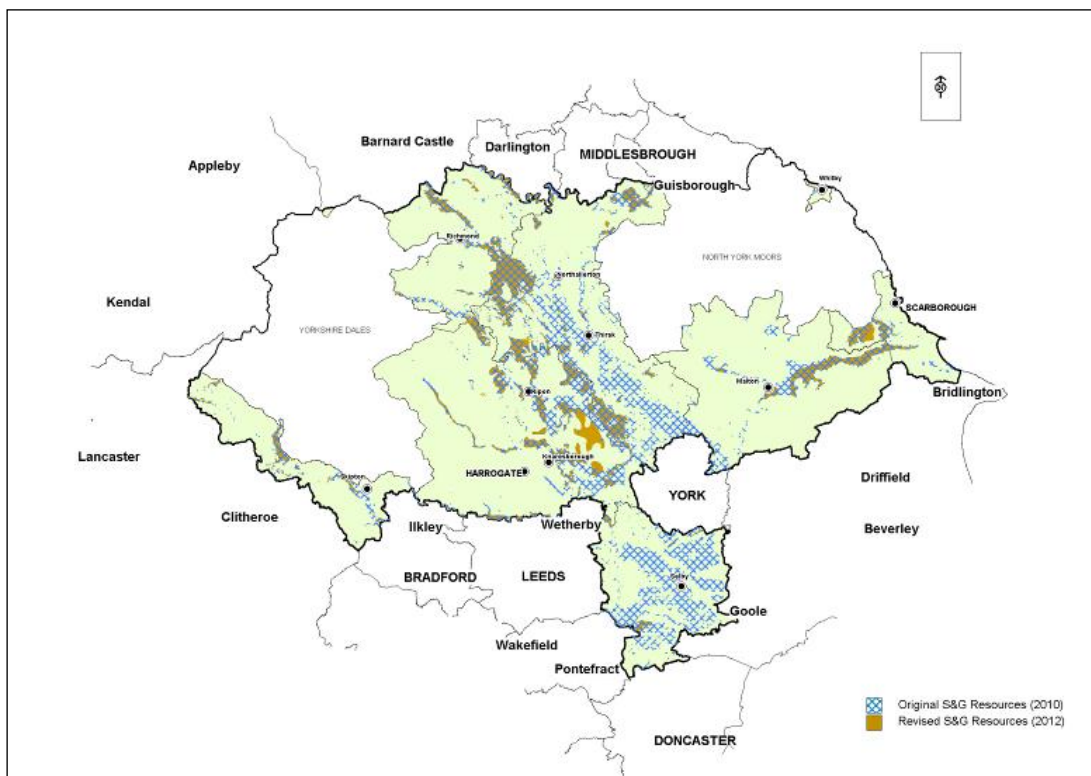 Barnard Castle
Darlington
MIDDLESBROUGH
Appleby
Guisborough
Whitby
Richmond
Northallerton
NORTH YORK MOORS
Kendal
SCARBOROUGH
YORKSHIRE DALES
Thirsk
Malton
Ripon
Bridlington
Lancaster
Knaresborough
HARROGATE
Driffield
Skipton
YORK
Clitheroe
Ilkley
Wetherby
Beverley
BRADFORD
LEEDS
Selby
Goole
Wakefield
Pontefract
Original S&G Resources (2010)
Revised S&G Resources (2012)
DONCASTER